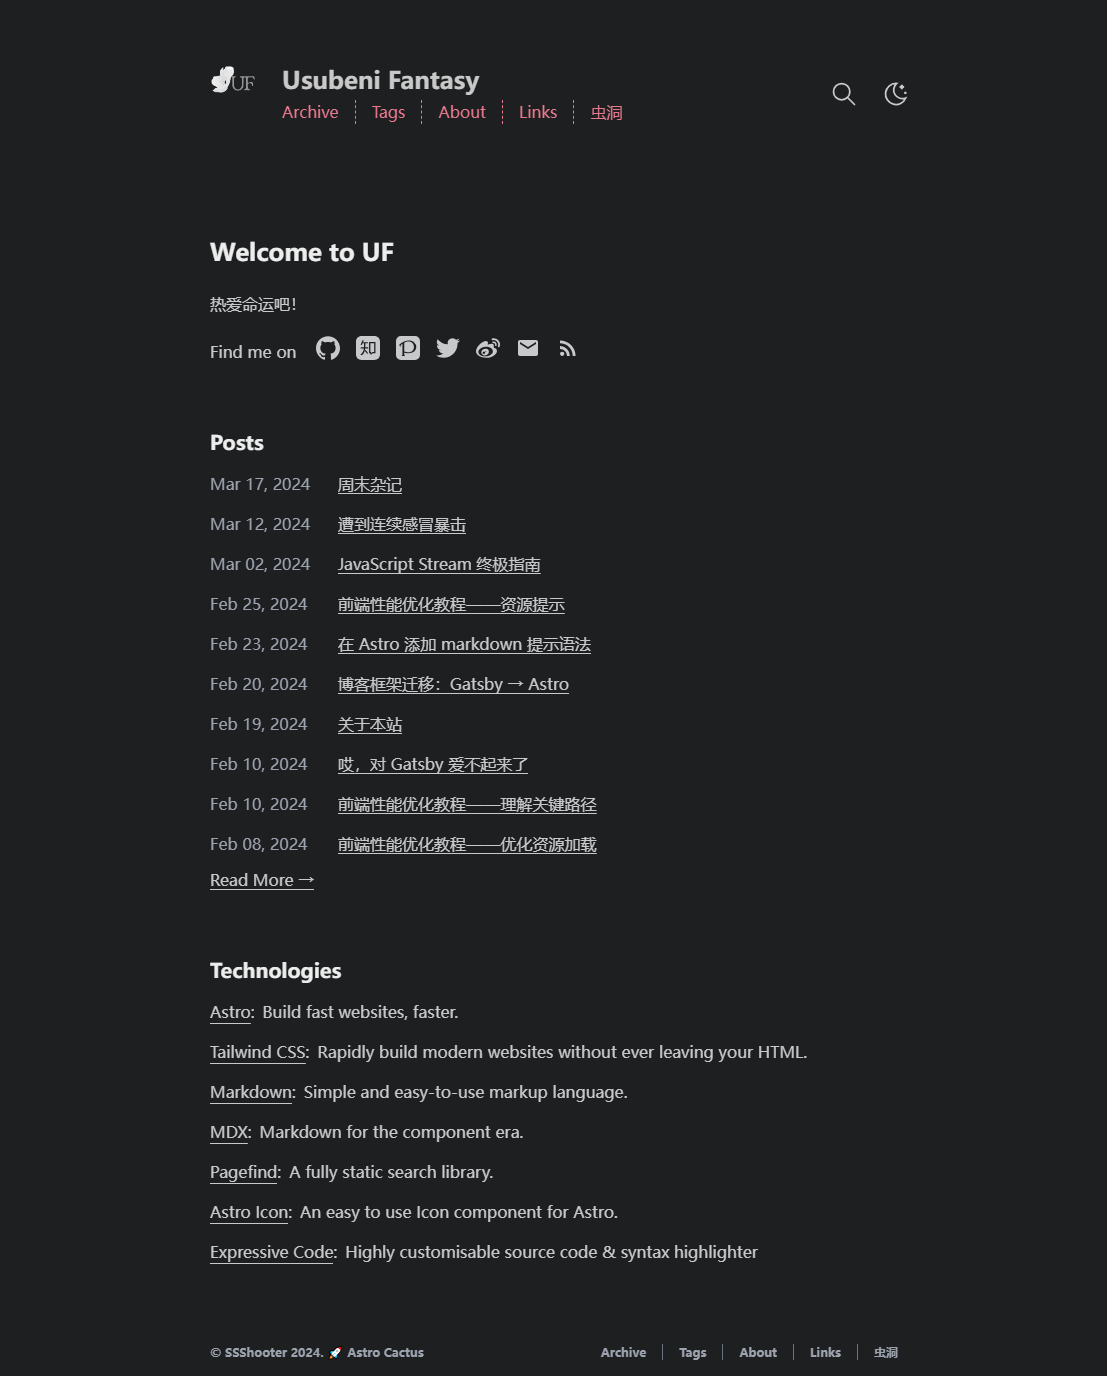 UF
Usubeni Fantasy
Archive Tags About Links 虫洞
Welcome to UF
热爱命运吧！
Find me on 知
Posts
Mar 17, 2024 周末杂记
Mar 12, 2024 遭到连续感冒暴击
Mar 02, 2024 JavaScript Stream 终极指南
Feb 25, 2024 前端性能优化教程——资源提示
Feb 23, 2024 在 Astro 添加 markdown 提示语法
Feb 20, 2024 博客框架迁移：Gatsby → Astro
Feb 19, 2024 关于本站
Feb 10, 2024 哎，对 Gatsby 爱不起来了
Feb 10, 2024 前端性能优化教程——理解关键路径
Feb 08, 2024 前端性能优化教程——优化资源加载
Read More →
Technologies
Astro: Build fast websites, faster.
Tailwind CSS: Rapidly build modern websites without ever leaving your HTML.
Markdown: Simple and easy-to-use markup language.
MDX: Markdown for the component era.
Pagefind: A fully static search library.
Astro Icon: An easy to use Icon component for Astro.
Expressive Code: Highly customisable source code & syntax highlighter
© SSShooter 2024. 🚀 Astro Cactus Archive Tags About Links 虫洞